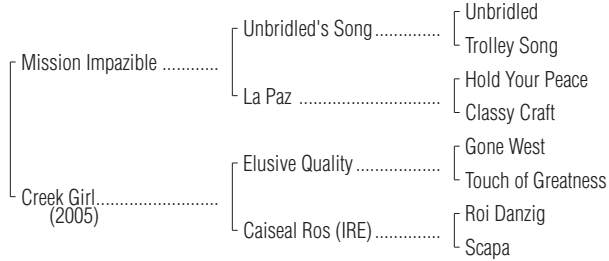 Unbridled
Unbridled's Song..............
Trolley Song
Mission Impazible ............
Hold Your Peace
La Paz ..............................
Classy Craft
Gone West
Elusive Quality ..................
Touch of Greatness
Creek Girl..........................
(2005)
Roi Danzig
Caiseal Ros (IRE)..............
Scapa